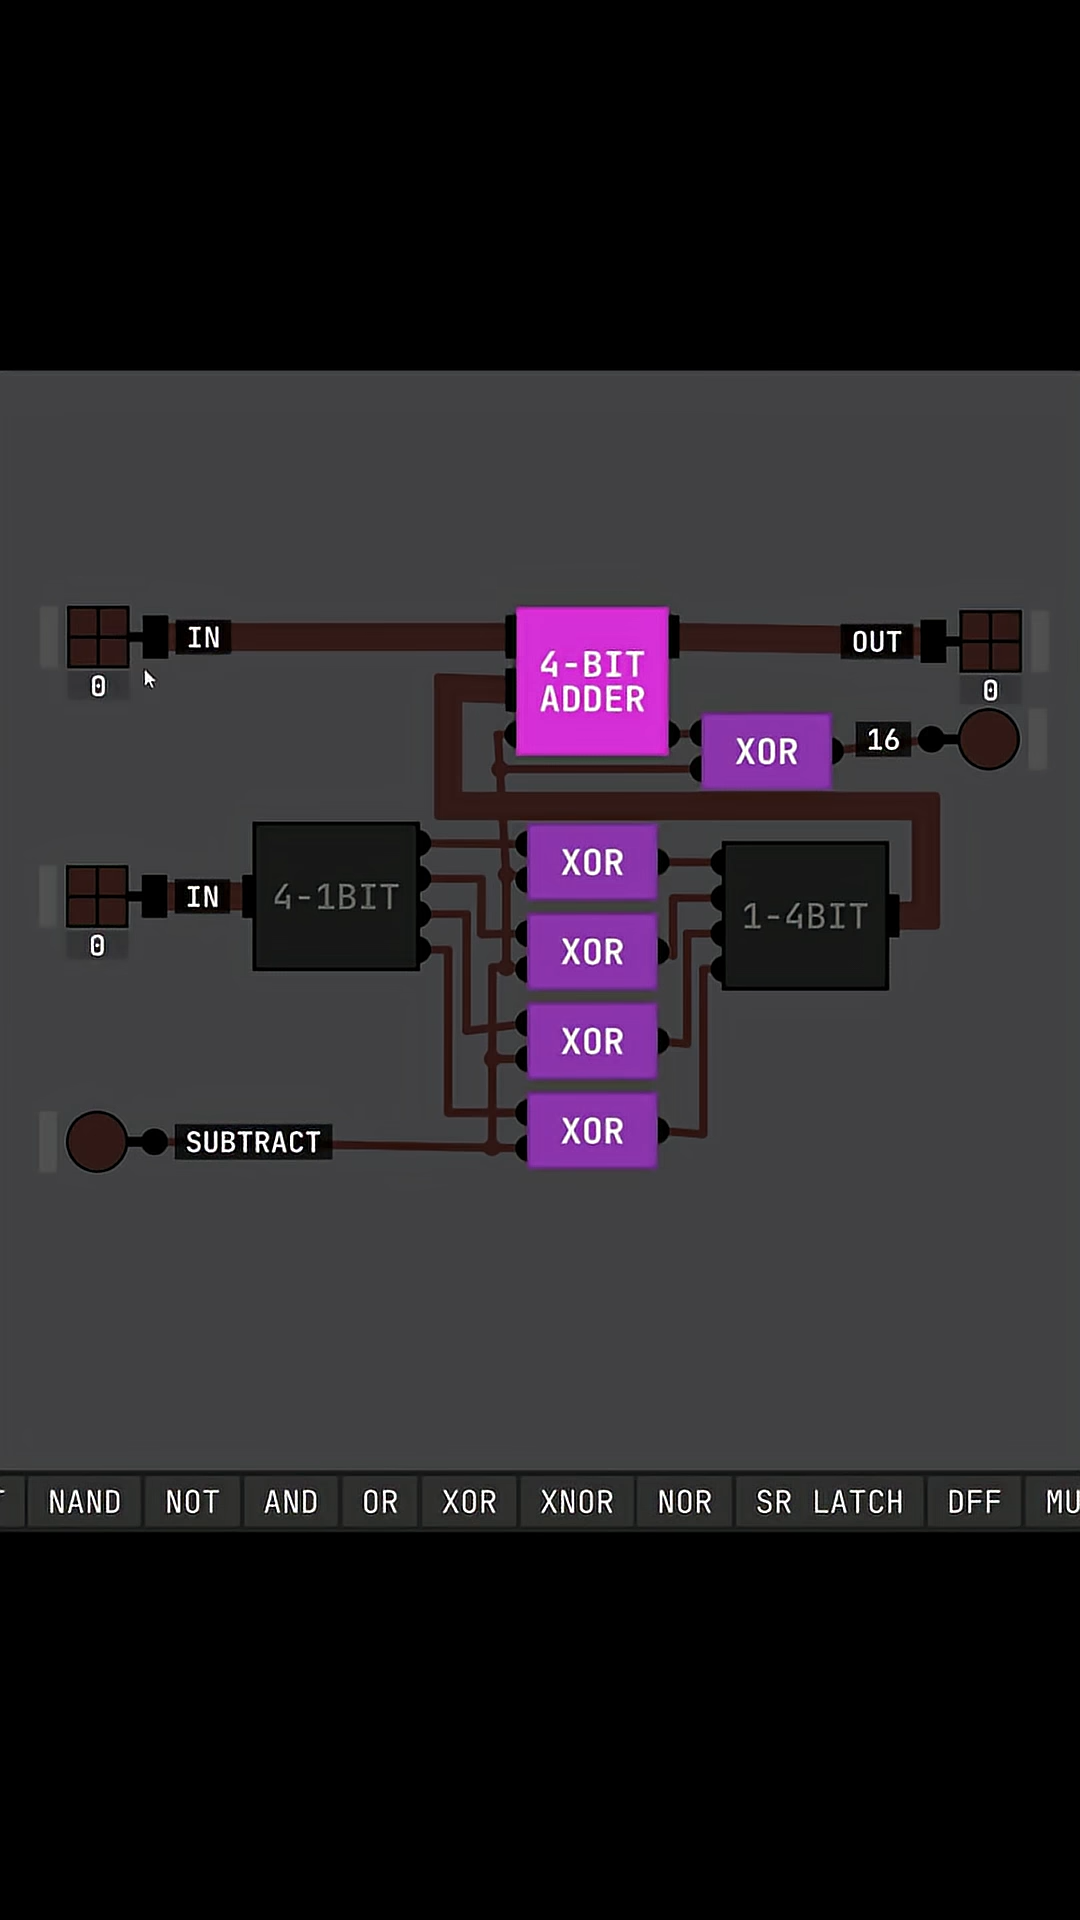 IN
4-BIT
ADDER
OUT
0
0
XOR
16
XOR
4-1BIT
IN
1-4BIT
0
XOR
XOR
XOR
SUBTRACT
NAND NOT AND OR XOR XNOR NOR SR LATCH DFF MU